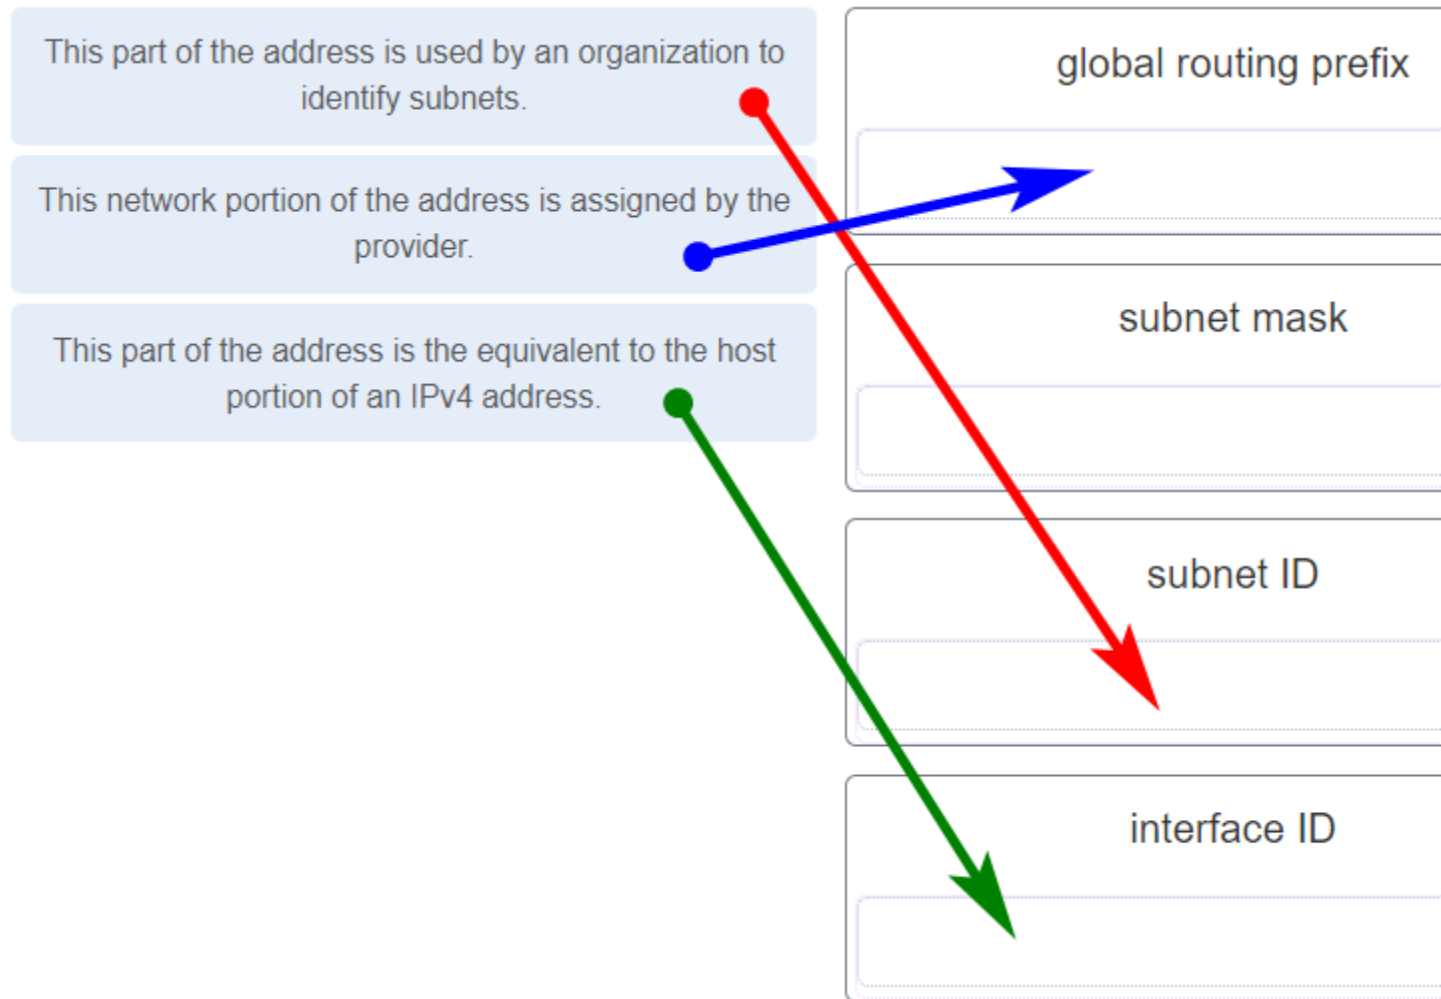 This part of the address is used by an organization to
identify subnets.
This network portion of the address is assigned by the
provider.
This part of the address is the equivalent to the host
portion of an IPv4 address.
global routing prefix
subnet mask
subnet ID
interface ID